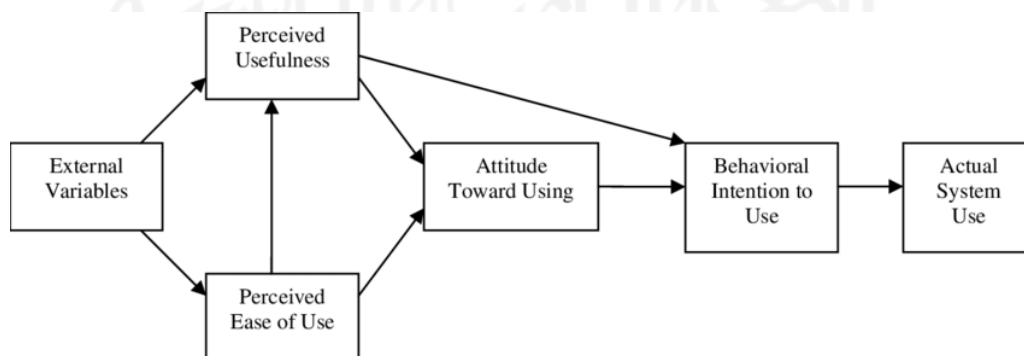 Perceived
Usefulness
External
Variables
Attitude
Toward Using
Behavioral
Intention to
Use
Actual
System
Use
Perceived
Ease of Use